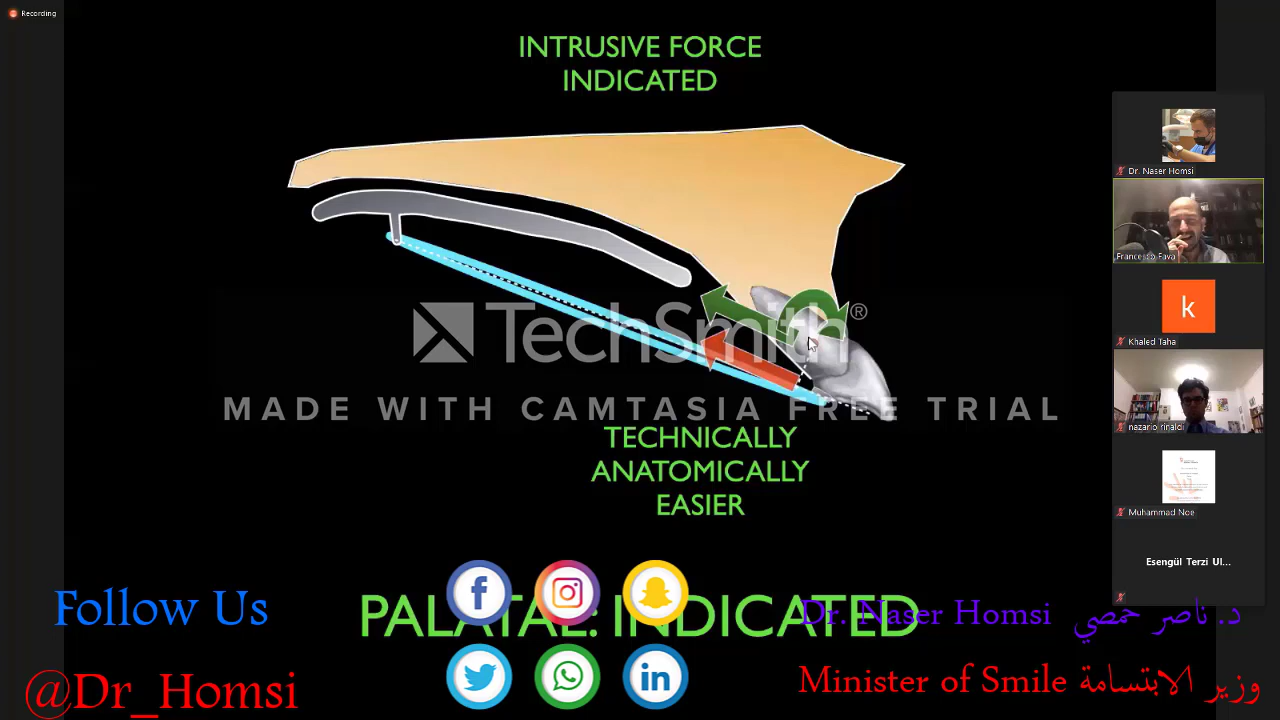 Recording
INTRUSIVE FORCE
INDICATED
TechSmith®
MADE WITH CAMTASIA FREE TRIAL
TECHNICALLY
ANATOMICALLY
EASIER
PALATAL: INDICATED
Follow Us
@Dr_Homsi
Dr. Naser Homsi د. ناصر حمصي
Minister of Smile وزير الابتسامة
Dr. Naser Homsi
Francesco Fava
k
Khaled Taha
nazario rinaldi
Muhammad Noe
Esengül Terzi Ul...